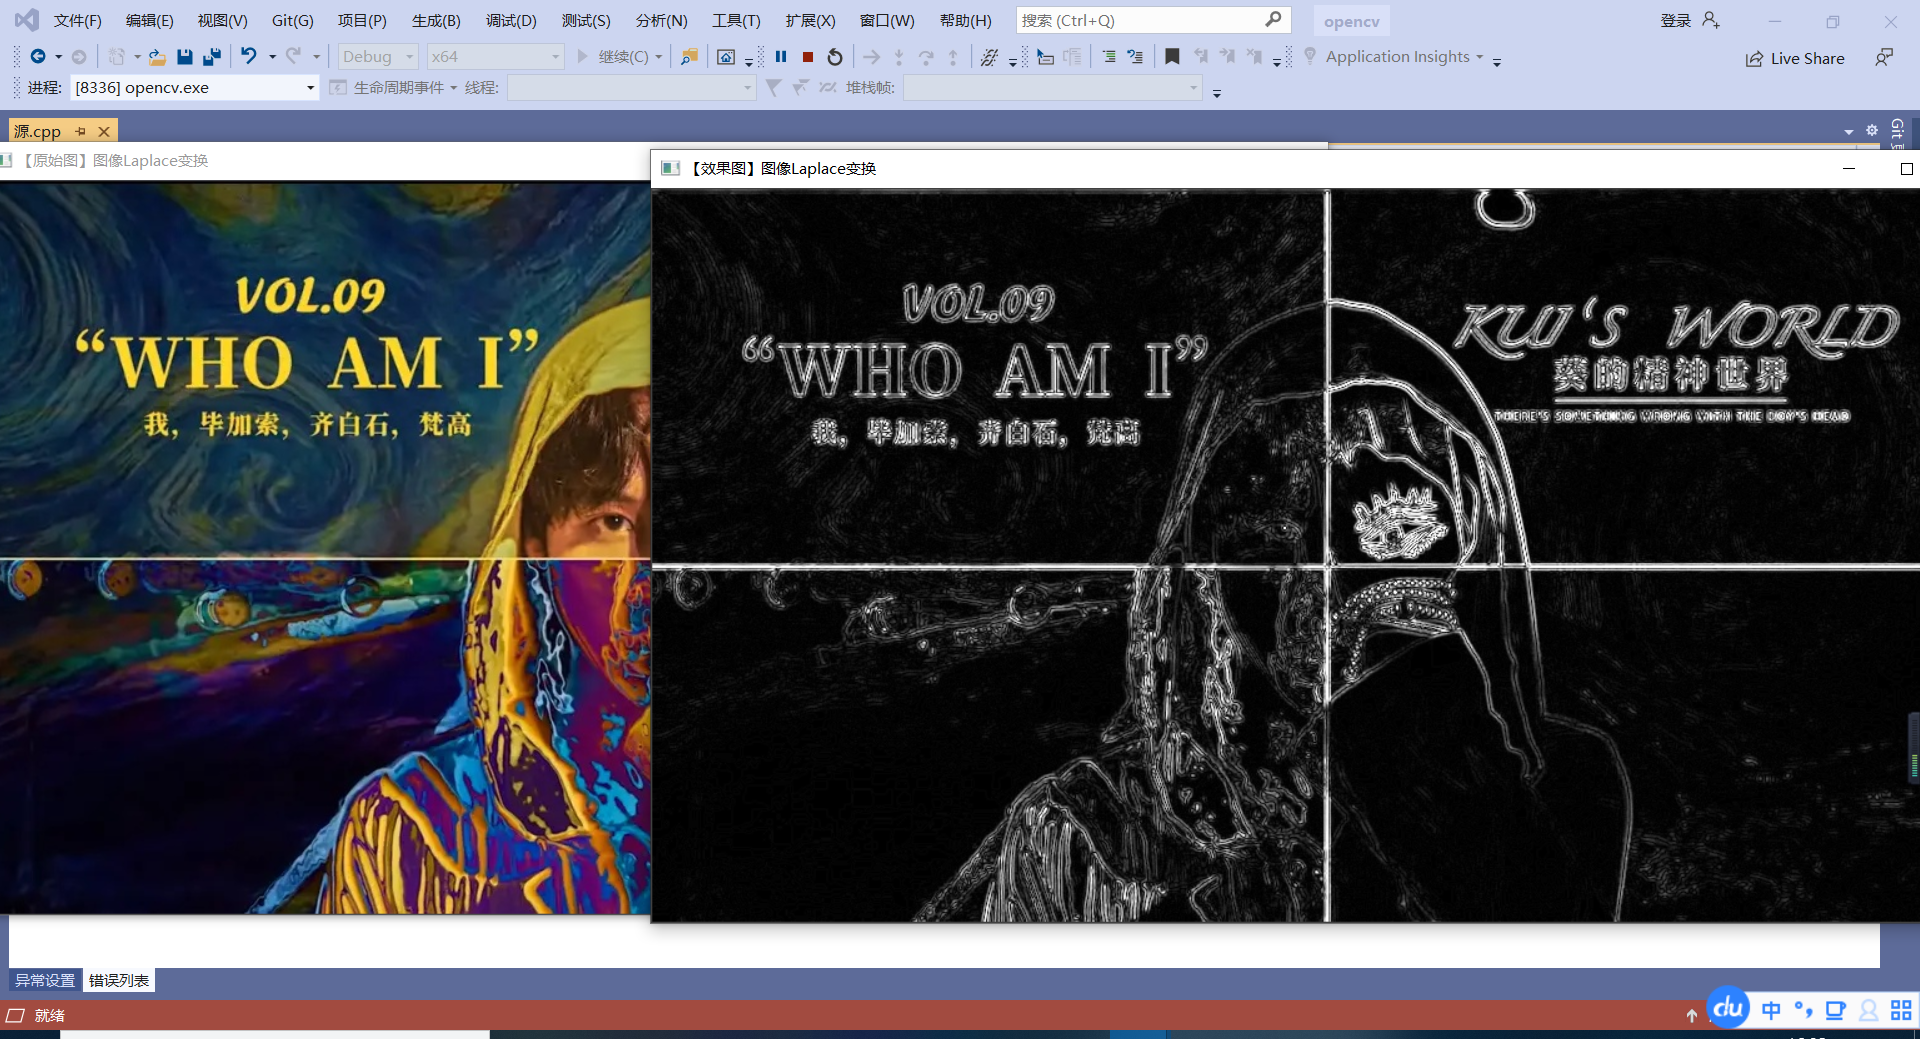 文件(F) 编辑(E) 视图(V) Git(G) 项目(P) 生成(B) 调试(D) 测试(S) 分析(N) 工具(T) 扩展(X) 窗口(W) 帮助(H) 搜索 (Ctrl+Q) opencv 登录
Debug x64 继续(C) Application Insights Live Share
进程: [8336] opencv.exe 生命周期事件 线程: 堆栈帧:
源.cpp
Git
【原始图】图像Laplace变换
VOL.09
“WHO AM I”
我，毕加索，齐白石，梵高
【效果图】图像Laplace变换
VOL.09
“WHO AM I”
我，毕加索，齐白石，梵高
KUI‘S WORLD
葵的精神世界
THERE'S SOMETHING WRONG WITH THE BOY'S HEAD
异常设置 错误列表
就绪
du 中